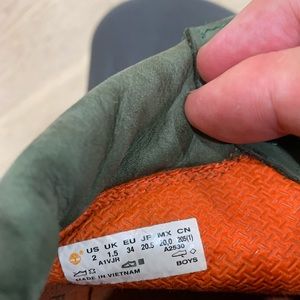 US UK EU JP MX CN
2 1.5 34 20.5 20.0 205(1)
A1VJR A2530
MADE IN VIETNAM BOYS